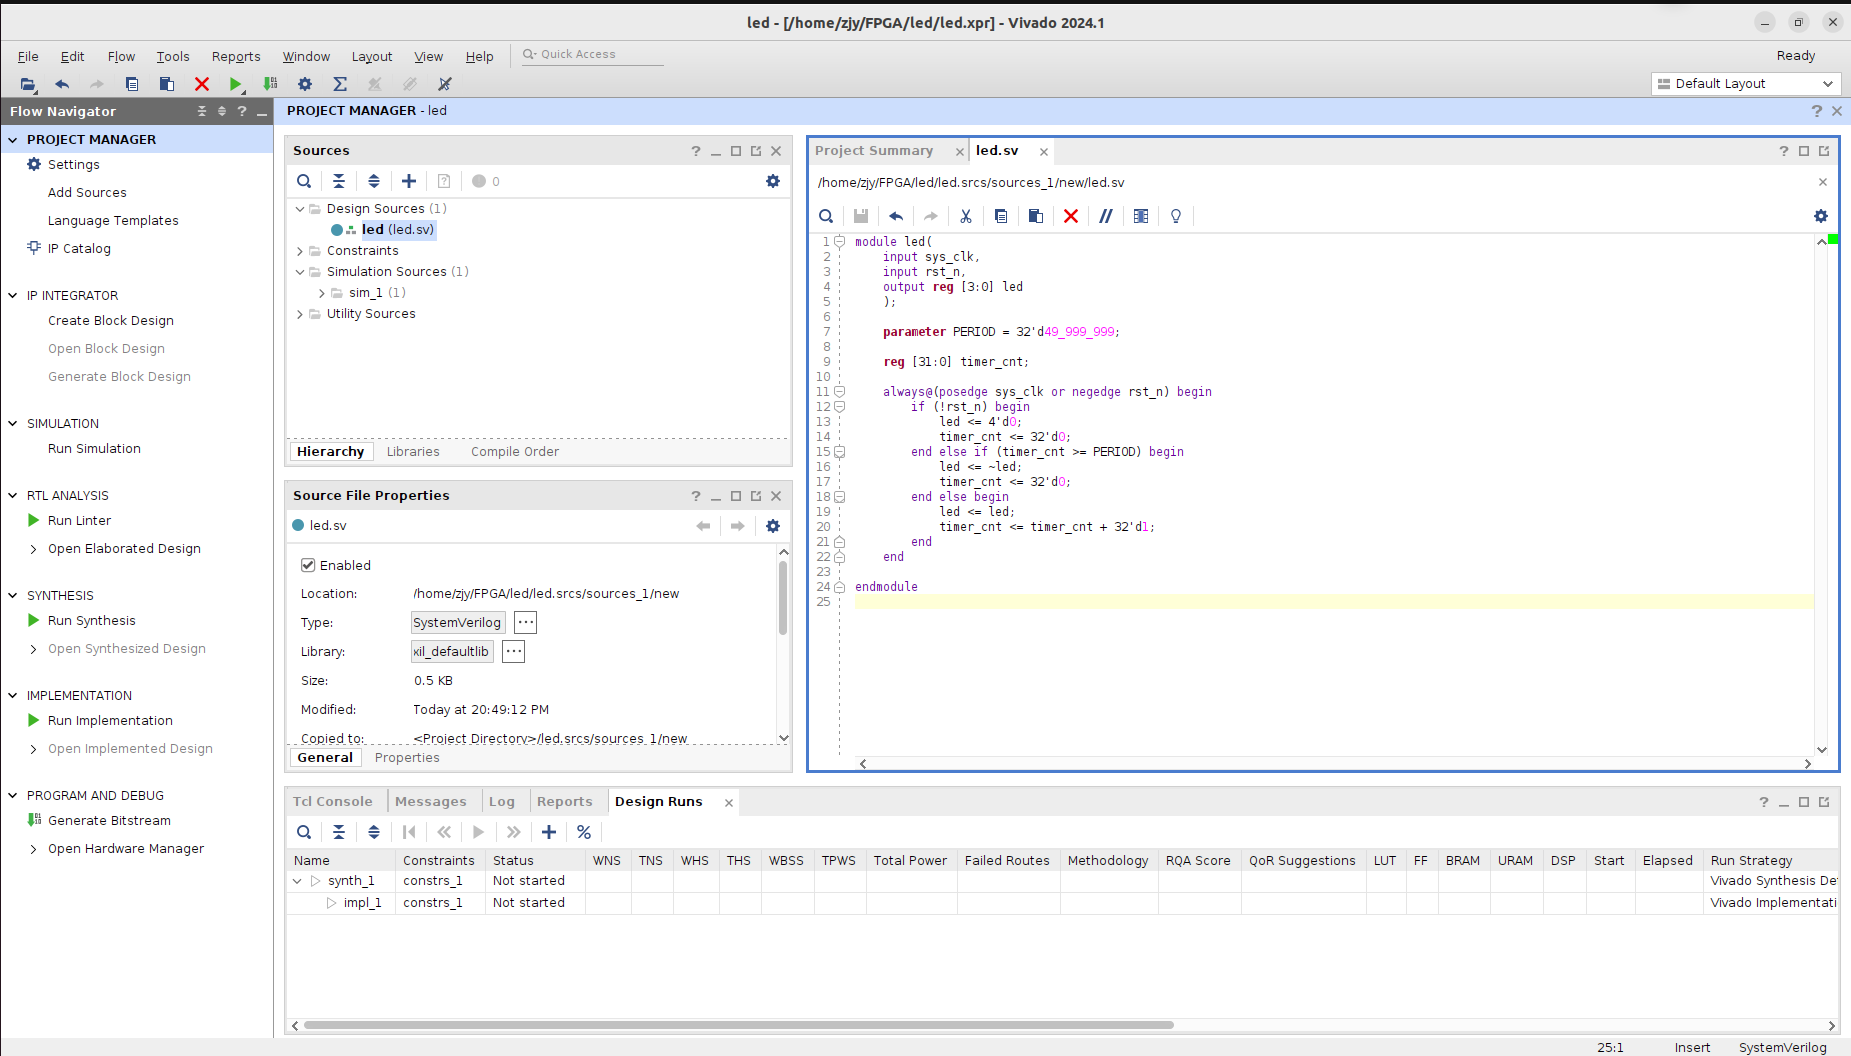 led - [/home/zjy/FPGA/led/led.xpr] - Vivado 2024.1
File Edit Flow Tools Reports Window Layout View Help Quick Access Ready
Default Layout
Flow Navigator
PROJECT MANAGER
Settings
Add Sources
Language Templates
IP Catalog
IP INTEGRATOR
Create Block Design
Open Block Design
Generate Block Design
SIMULATION
Run Simulation
RTL ANALYSIS
Run Linter
Open Elaborated Design
SYNTHESIS
Run Synthesis
Open Synthesized Design
IMPLEMENTATION
Run Implementation
Open Implemented Design
PROGRAM AND DEBUG
Generate Bitstream
Open Hardware Manager
PROJECT MANAGER - led
Sources
0
Design Sources (1)
led (led.sv)
Constraints
Simulation Sources (1)
sim_1 (1)
Utility Sources
Hierarchy Libraries Compile Order
Source File Properties
led.sv
Enabled
Location: /home/zjy/FPGA/led/led.srcs/sources_1/new
Type: SystemVerilog ...
Library: xil_defaultlib ...
Size: 0.5 KB
Modified: Today at 20:49:12 PM
Copied to: <Project Directory>/led.srcs/sources_1/new
General Properties
Project Summary led.sv
/home/zjy/FPGA/led/led.srcs/sources_1/new/led.sv
1 module led(
2 input sys_clk,
3 input rst_n,
4 output reg [3:0] led
5 );
6
7 parameter PERIOD = 32'd49_999_999;
8
9 reg [31:0] timer_cnt;
10
11 always@(posedge sys_clk or negedge rst_n) begin
12 if (!rst_n) begin
13 led <= 4'd0;
14 timer_cnt <= 32'd0;
15 end else if (timer_cnt >= PERIOD) begin
16 led <= ~led;
17 timer_cnt <= 32'd0;
18 end else begin
19 led <= led;
20 timer_cnt <= timer_cnt + 32'd1;
21 end
22 end
23
24 endmodule
25
Tcl Console Messages Log Reports Design Runs
Name Constraints Status WNS TNS WHS THS WBSS TPWS Total Power Failed Routes Methodology RQA Score QoR Suggestions LUT FF BRAM URAM DSP Start Elapsed Run Strategy
synth_1 constrs_1 Not started Vivado Synthesis De
impl_1 constrs_1 Not started Vivado Implementati
25:1 Insert SystemVerilog